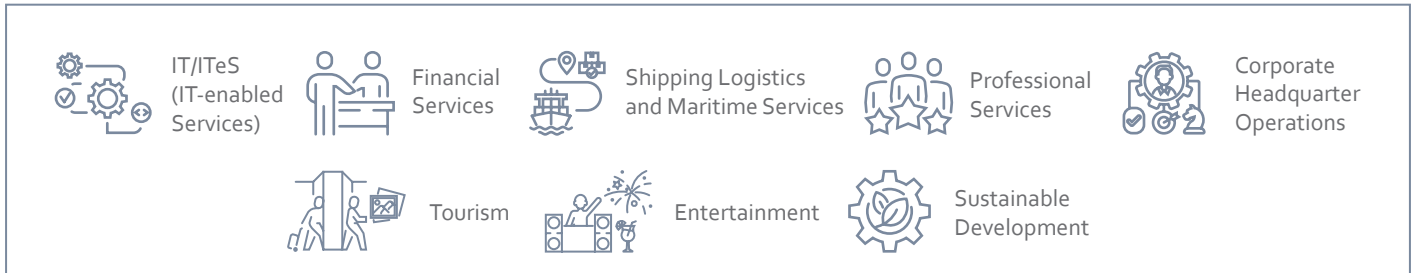 IT/ITeS
(IT-enabled
Services)
Financial
Services
Shipping Logistics
and Maritime Services
Professional
Services
Corporate
Headquarter
Operations
Tourism
Entertainment
Sustainable
Development